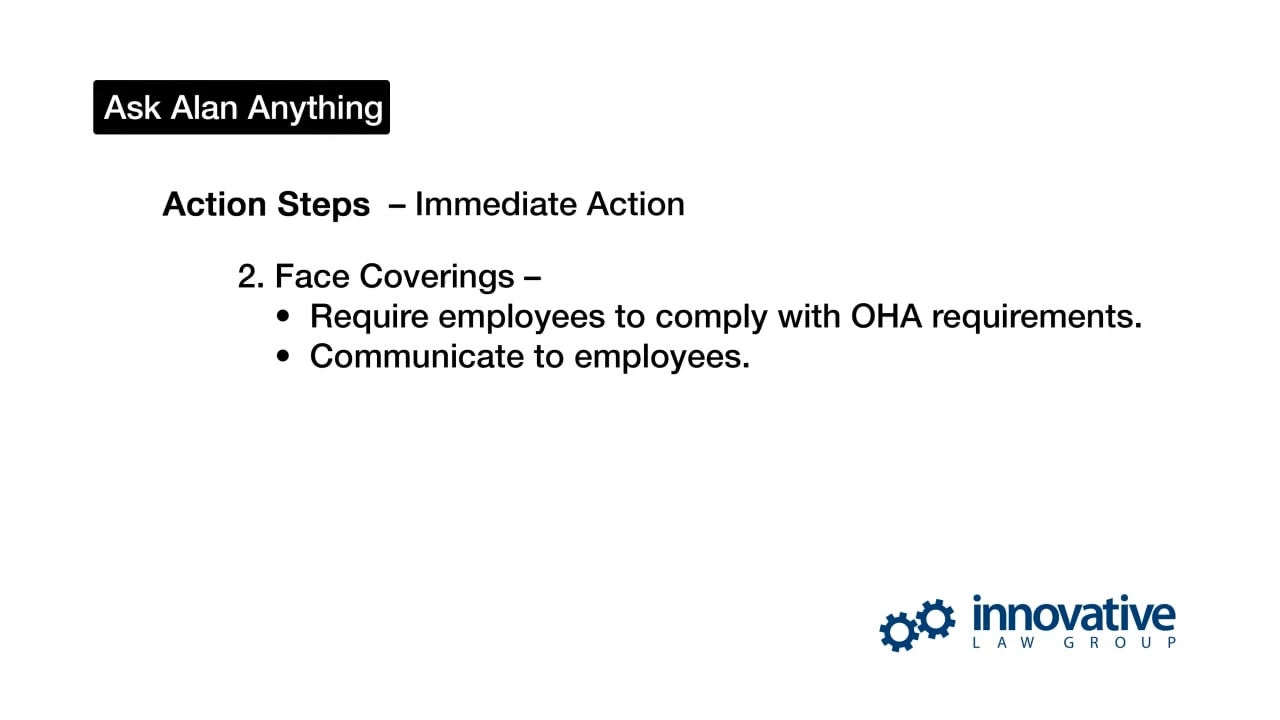 Ask Alan Anything
Action Steps – Immediate Action
2. Face Coverings –
• Require employees to comply with OHA requirements.
• Communicate to employees.
innovative
LAW GROUP